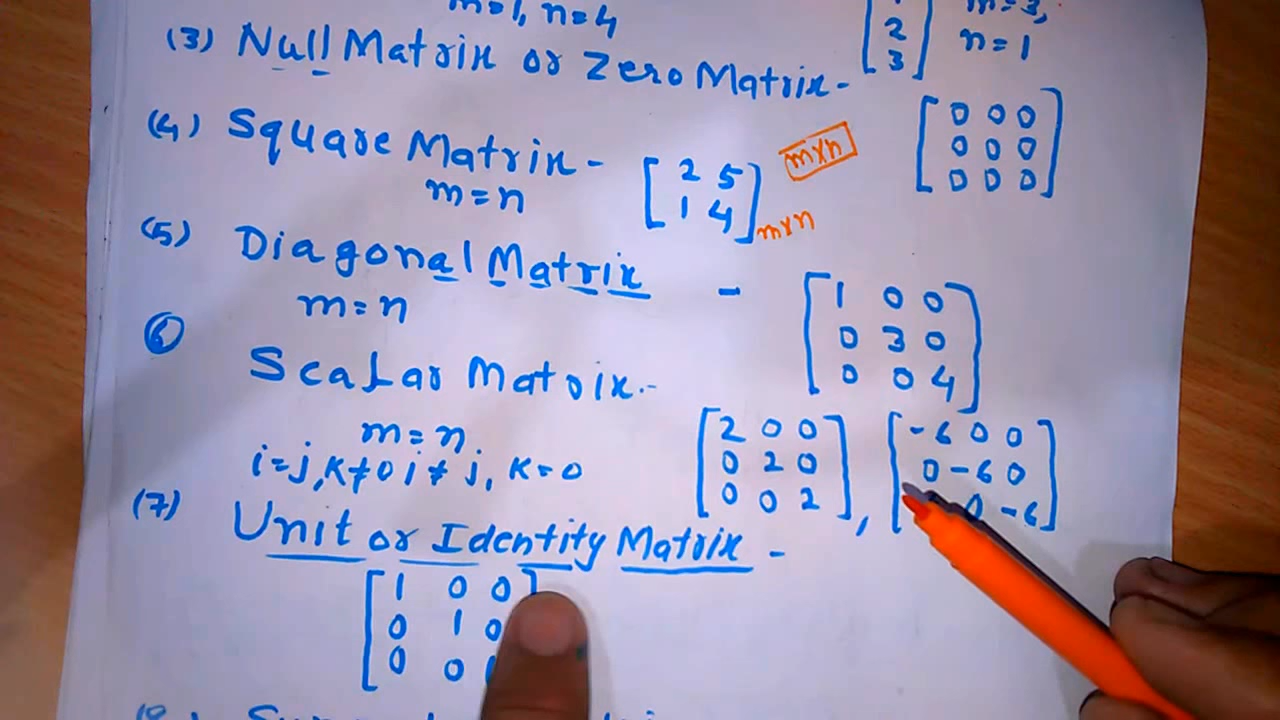 m=1, n=4
m=3,
[2
3]
n=1
(3) Null Matrix or Zero Matrix-
[0 0 0
0 0 0
0 0 0]
(4) Square Matrix -
m=n
[2 5
1 4] m×n
m×n
(5) Diagonal Matrix -
m=n
[1 0 0
0 3 0
0 0 4]
(6)
Scalar Matrix.-
m=n
i=j, K≠0 i≠j, K=0
[2 0 0
0 2 0
0 0 2] ,
[-6 0 0
0 -6 0
0 -6]
(7) Unit or Identity Matrix -
[1 0 0]
0 1 0
0 0